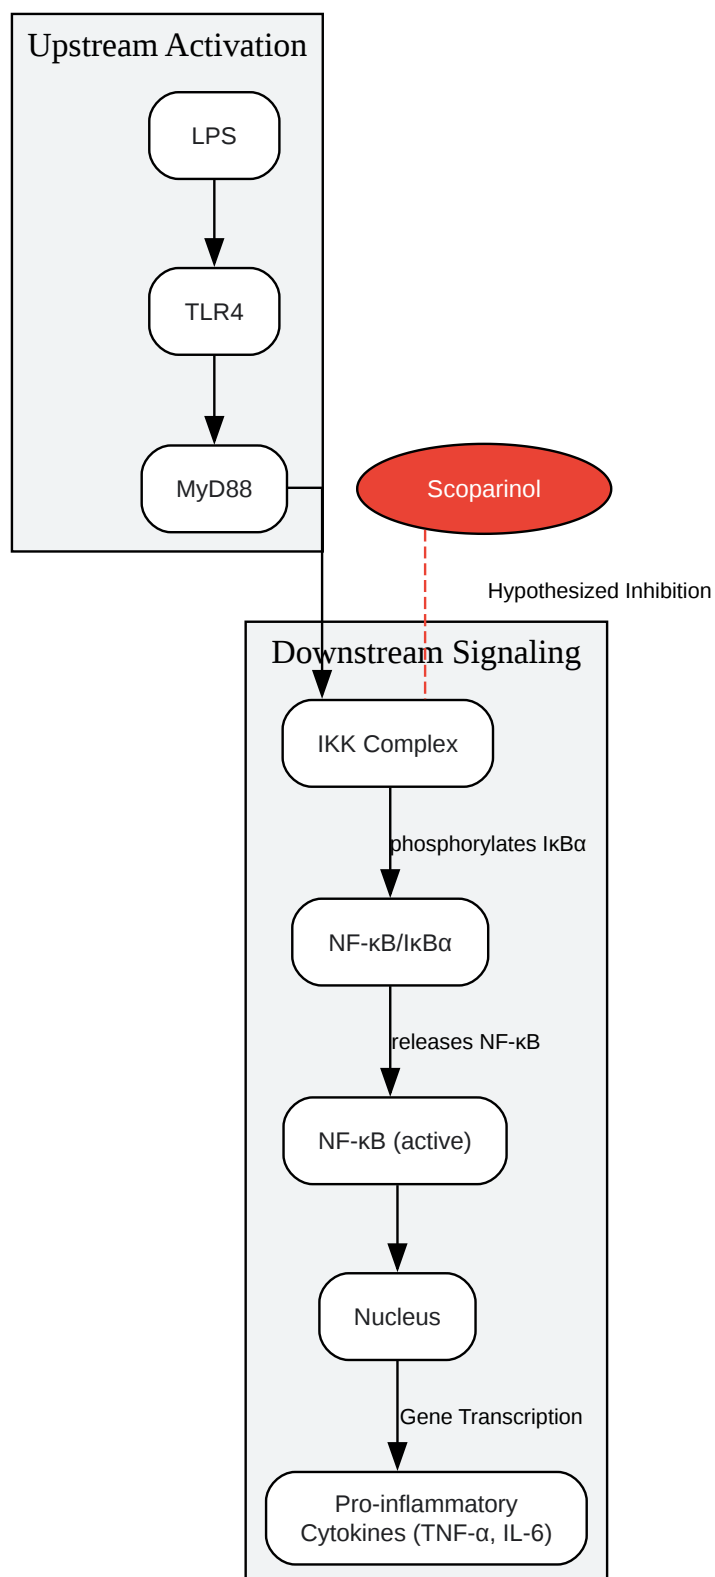 Upstream Activation
LPS
TLR4
MyD88
Scoparinol
Hypothesized Inhibition
Downstream Signaling
IKK Complex
phosphorylates IκBα
NF-κB/IκBα
releases NF-κB
NF-κB (active)
Nucleus
Gene Transcription
Pro-inflammatory
Cytokines (TNF-α, IL-6)